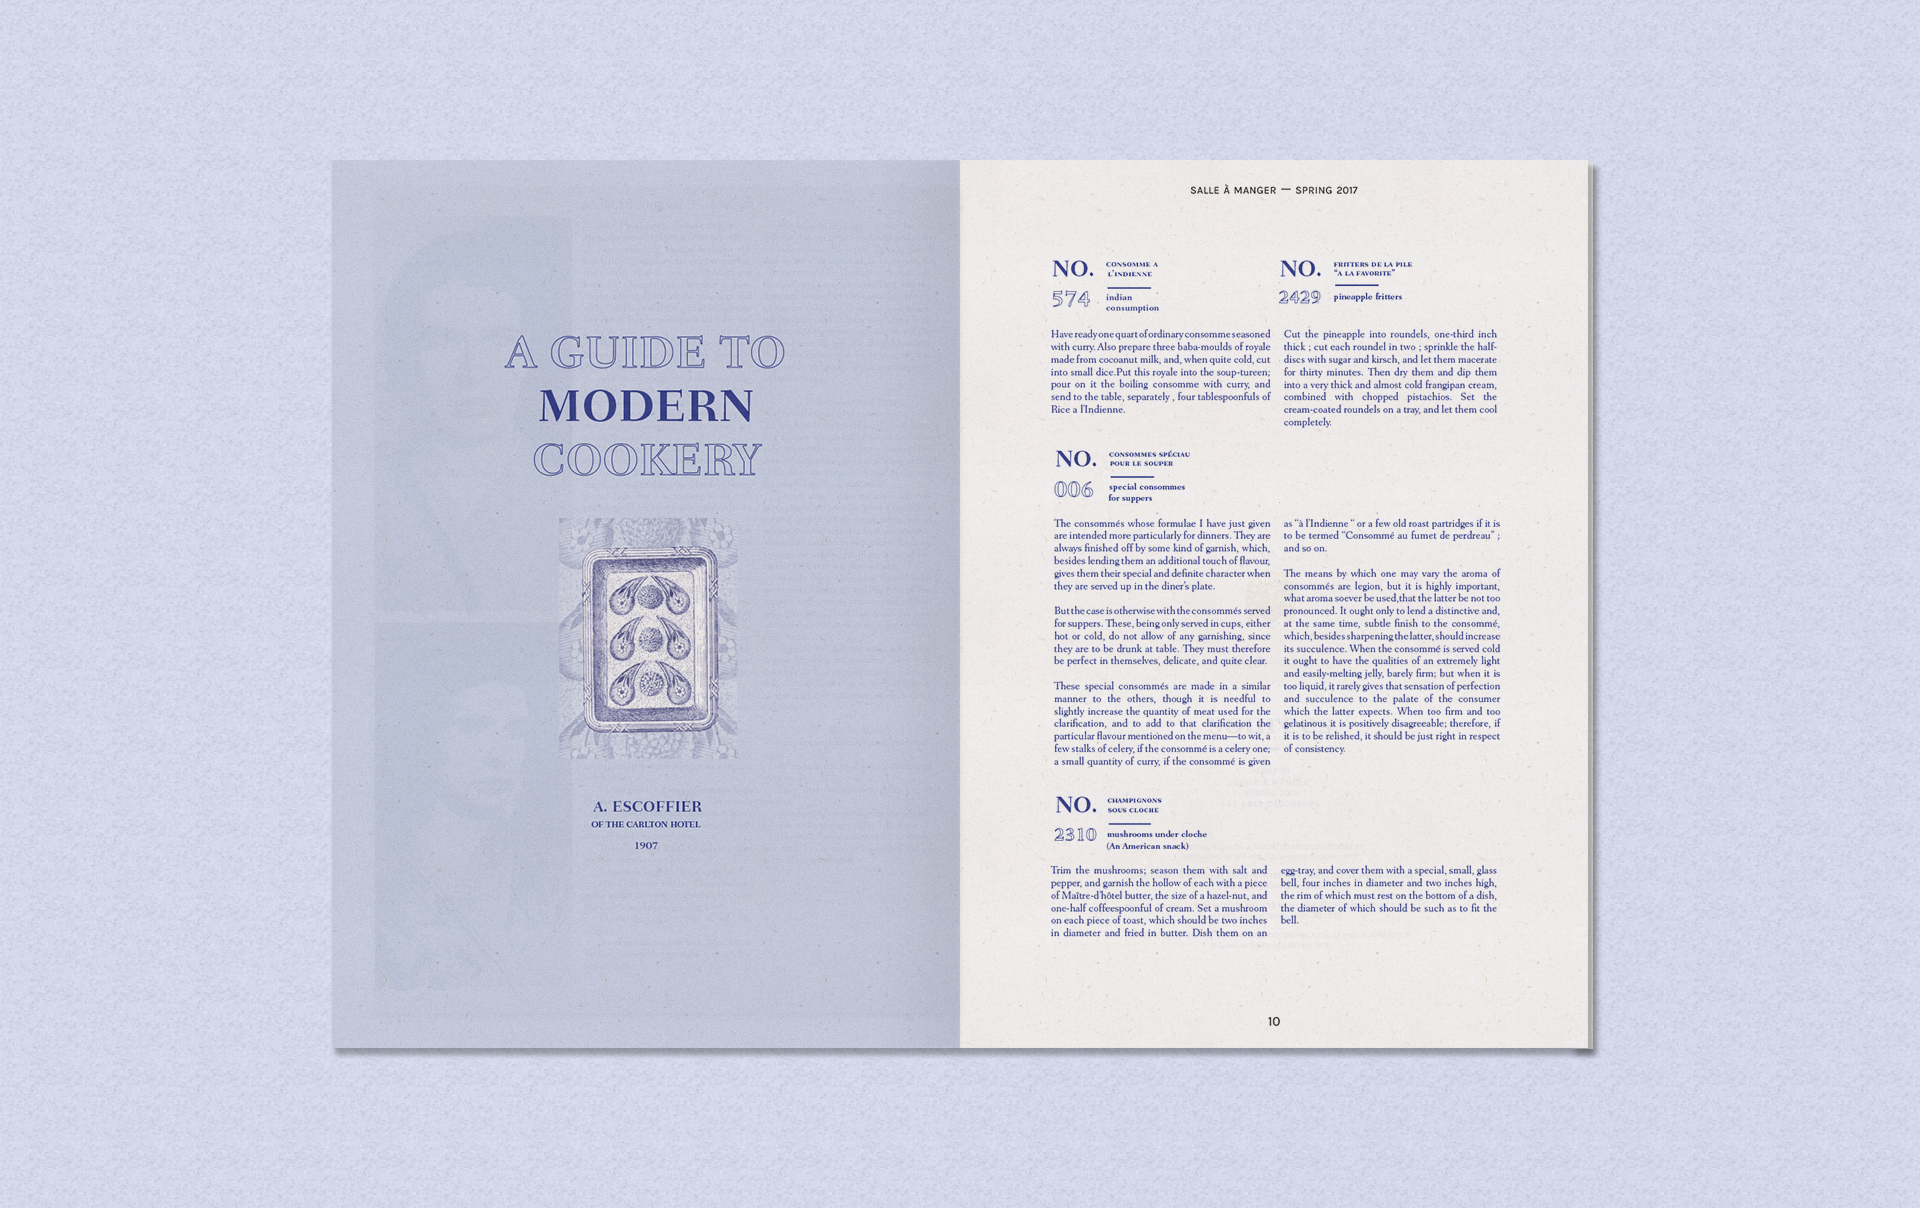 A GUIDE TO
MODERN
COOKERY
A. ESCOFFIER
OF THE CARLTON HOTEL
1907
SALLE À MANGER — SPRING 2017
NO.
574
CONSOMME A
L'INDIENNE
indian
consumption
Have ready one quart of ordinary consomme seasoned
with curry. Also prepare three baba-moulds of royale
made from cocoanut milk, and, when quite cold, cut
into small dice.Put this royale into the soup-tureen;
pour on it the boiling consomme with curry, and
send to the table, separately , four tablespoonfuls of
Rice a l'Indienne.
NO.
2429
FRITTERS DE LA PILE
"A LA FAVORITE"
pineapple fritters
Cut the pineapple into roundels, one-third inch
thick ; cut each roundel in two ; sprinkle the half-
discs with sugar and kirsch, and let them macerate
for thirty minutes. Then dry them and dip them
into a very thick and almost cold frangipan cream,
combined with chopped pistachios. Set the
cream-coated roundels on a tray, and let them cool
completely.
NO.
006
CONSOMMES SPÉCIAU
POUR LE SOUPER
special consommes
for suppers
The consommés whose formulae I have just given
are intended more particularly for dinners. They are
always finished off by some kind of garnish, which,
besides lending them an additional touch of flavour,
gives them their special and definite character when
they are served up in the diner's plate.
But the case is otherwise with the consommés served
for suppers. These, being only served in cups, either
hot or cold, do not allow of any garnishing, since
they are to be drunk at table. They must therefore
be perfect in themselves, delicate, and quite clear.
These special consommés are made in a similar
manner to the others, though it is needful to
slightly increase the quantity of meat used for the
clarification, and to add to that clarification the
particular flavour mentioned on the menu—to wit, a
few stalks of celery, if the consommé is a celery one;
a small quantity of curry, if the consommé is given
as "à l'Indienne " or a few old roast partridges if it is
to be termed "Consommé au fumet de perdreau" ;
and so on.
The means by which one may vary the aroma of
consommés are legion, but it is highly important,
what aroma soever be used,that the latter be not too
pronounced. It ought only to lend a distinctive and,
at the same time, subtle finish to the consommé,
which, besides sharpening the latter, should increase
its succulence. When the consommé is served cold
it ought to have the qualities of an extremely light
and easily-melting jelly, barely firm; but when it is
too liquid, it rarely gives that sensation of perfection
and succulence to the palate of the consumer
which the latter expects. When too firm and too
gelatinous it is positively disagreeable; therefore, if
it is to be relished, it should be just right in respect
of consistency.
NO.
2310
CHAMPIGNONS
SOUS CLOCHE
mushrooms under cloche
(An American snack)
Trim the mushrooms; season them with salt and
pepper, and garnish the hollow of each with a piece
of Maître-d'hôtel butter, the size of a hazel-nut, and
one-half coffeespoonful of cream. Set a mushroom
on each piece of toast, which should be two inches
in diameter and fried in butter. Dish them on an
egg-tray, and cover them with a special, small, glass
bell, four inches in diameter and two inches high,
the rim of which must rest on the bottom of a dish,
the diameter of which should be such as to fit the
bell.
10